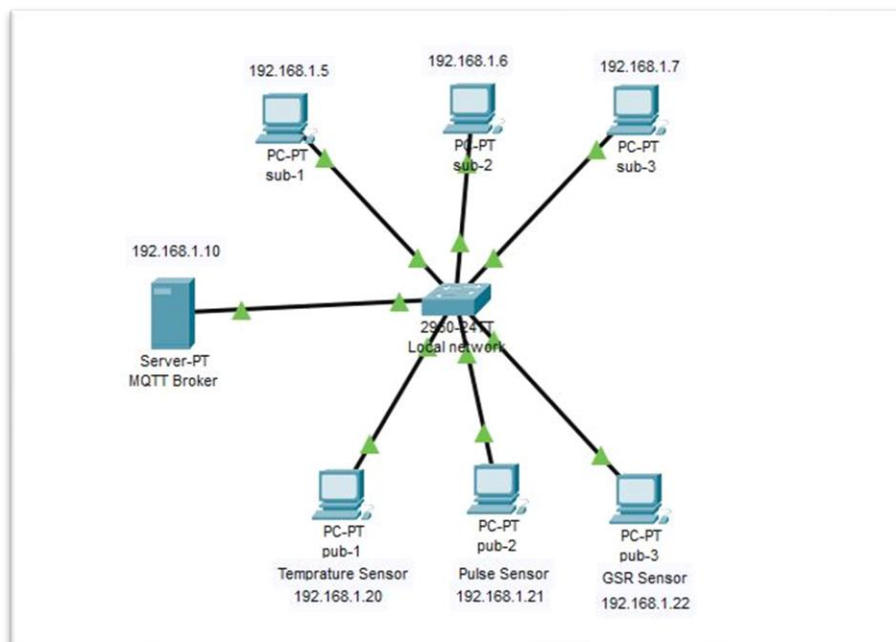 192.168.1.5
192.168.1.6
192.168.1.7
PC-PT
sub-1
PC-PT
sub-2
PC-PT
sub-3
192.168.1.10
Server-PT
MQTT Broker
2960-24TT
Local network
PC-PT
pub-1
Temprature Sensor
192.168.1.20
PC-PT
pub-2
Pulse Sensor
192.168.1.21
PC-PT
pub-3
GSR Sensor
192.168.1.22